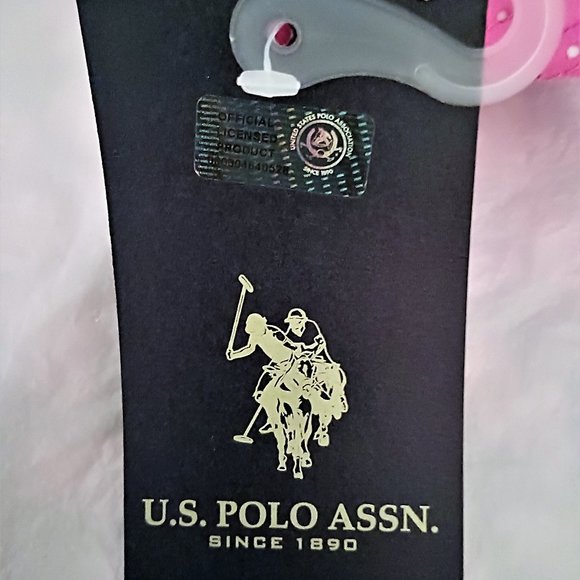 OFFICIAL
LICENSED
PRODUCT
UNITED STATES POLO ASSOCIATION
SINCE 1890
U.S. POLO ASSN.
SINCE 1890